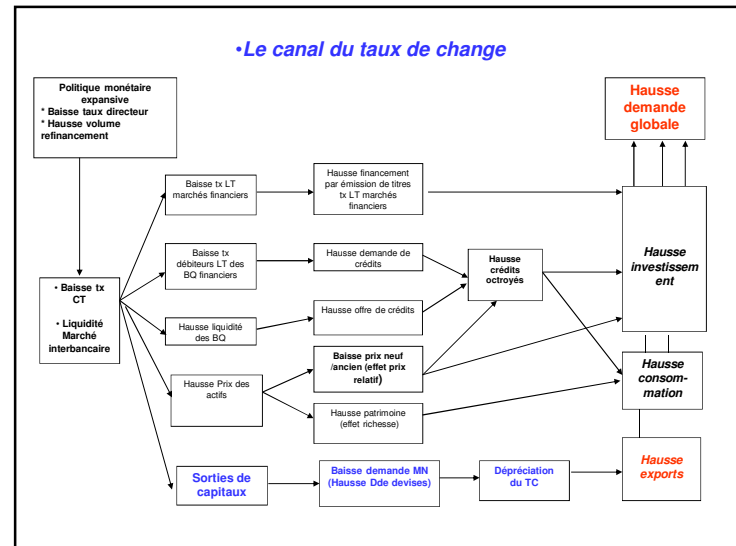 •Le canal du taux de change
Politique monétaire
expansive
* Baisse taux directeur
* Hausse volume
refinancement
Hausse
demande
globale
Baisse tx LT
marchés financiers
Hausse financement
par émission de titres
tx LT marchés
financiers
Baisse tx
débiteurs LT des
BQ financiers
Hausse demande de
crédits
Hausse
crédits
octroyés
Hausse
investissem
ent
• Baisse tx
CT
• Liquidité
Marché
interbancaire
Hausse liquidité
des BQ
Hausse offre de crédits
Hausse Prix des
actifs
Baisse prix neuf
/ancien (effet prix
relatif)
Hausse patrimoine
(effet richesse)
Hausse
consom-
mation
Sorties de
capitaux
Baisse demande MN
(Hausse Dde devises)
Dépréciation
du TC
Hausse
exports